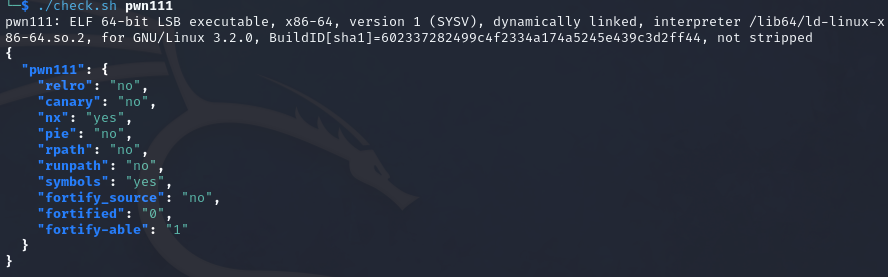 └─$ ./check.sh pwn111
pwn111: ELF 64-bit LSB executable, x86-64, version 1 (SYSV), dynamically linked, interpreter /lib64/ld-linux-x
86-64.so.2, for GNU/Linux 3.2.0, BuildID[sha1]=602337282499c4f2334a174a5245e439c3d2ff44, not stripped
{
  "pwn111": {
    "relro": "no",
    "canary": "no",
    "nx": "yes",
    "pie": "no",
    "rpath": "no",
    "runpath": "no",
    "symbols": "yes",
    "fortify_source": "no",
    "fortified": "0",
    "fortify-able": "1"
  }
}